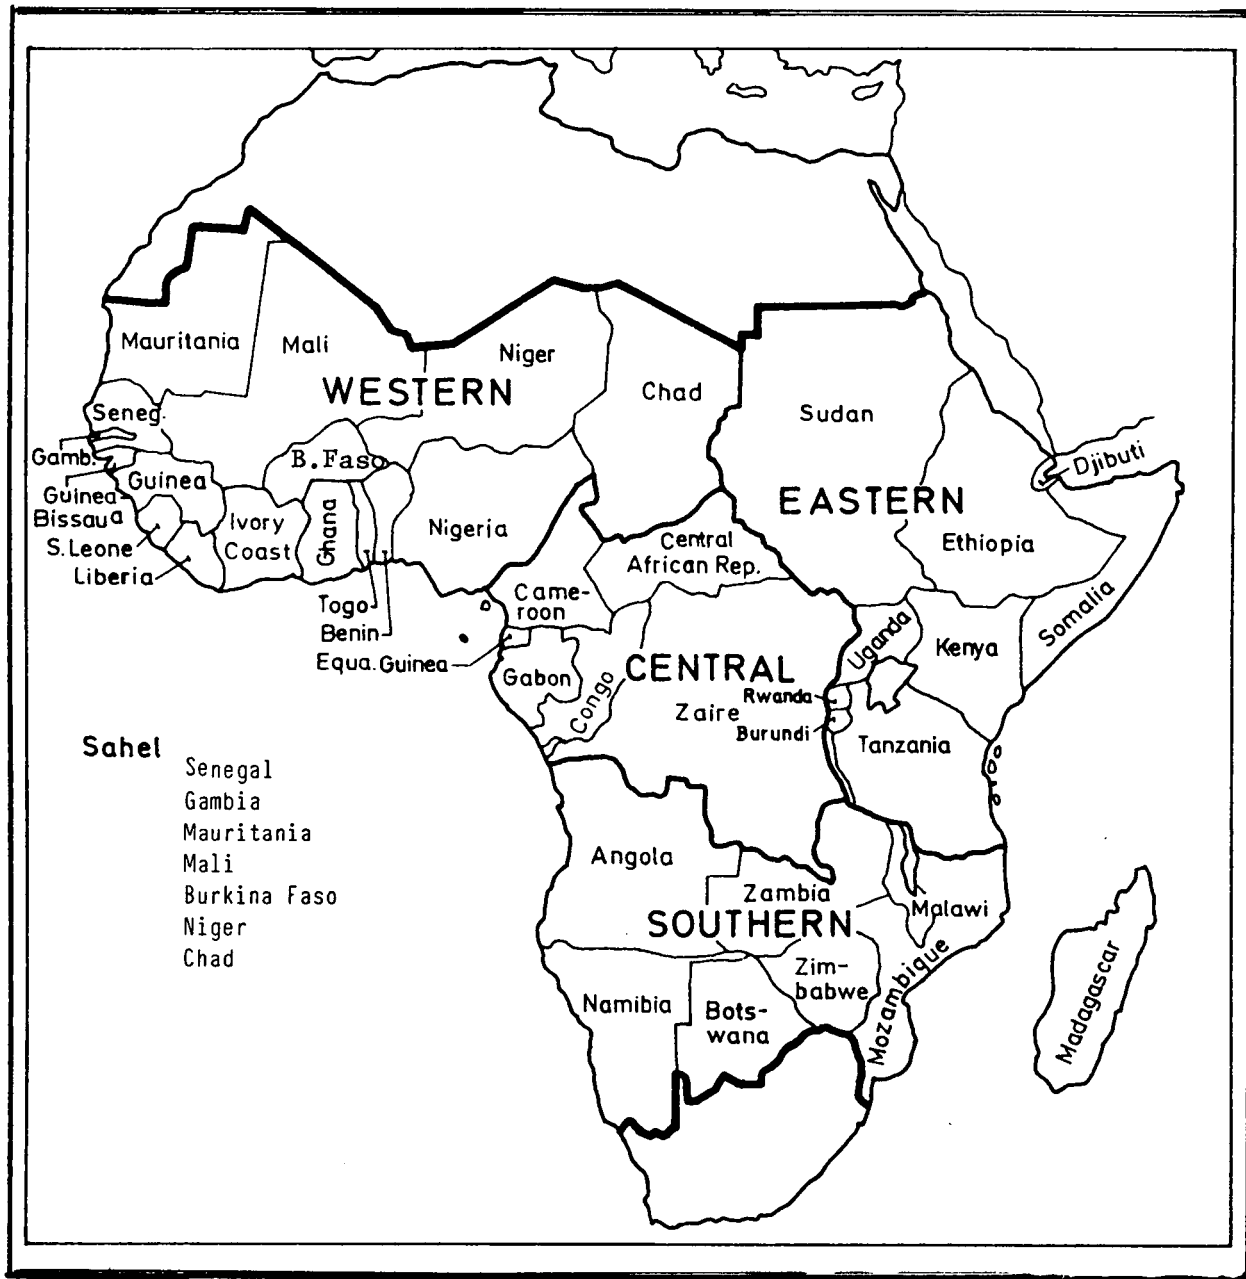 Mauritania
Mali
Niger
WESTERN
Chad
Sudan
Seneg.
Gamb.
B.Faso
Djibuti
Guinea
Guinea-
Bissau
EASTERN
Ivory
Coast
Ghana
Nigeria
Ethiopia
S.Leone
Liberia
Central
African Rep.
Togo
Benin
Came-
roon
Equa.Guinea
Somalia
Uganda
Kenya
CENTRAL
Gabon
Congo
Rwanda
Zaire
Burundi
Tanzania
Sahel
Senegal
Gambia
Mauritania
Mali
Burkina Faso
Niger
Chad
Angola
Zambia
Malawi
SOUTHERN
Zim-
babwe
Mozambique
Namibia
Bots-
wana
Madagascar